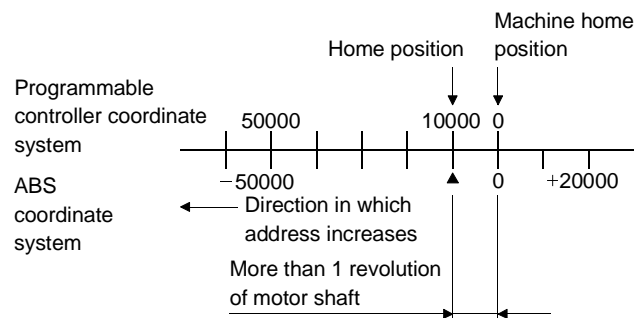 Machine home
position
Home position
Programmable
controller coordinate
system
50000 10000 0
ABS
coordinate
system
−50000 0 +20000
Direction in which
address increases
More than 1 revolution
of motor shaft